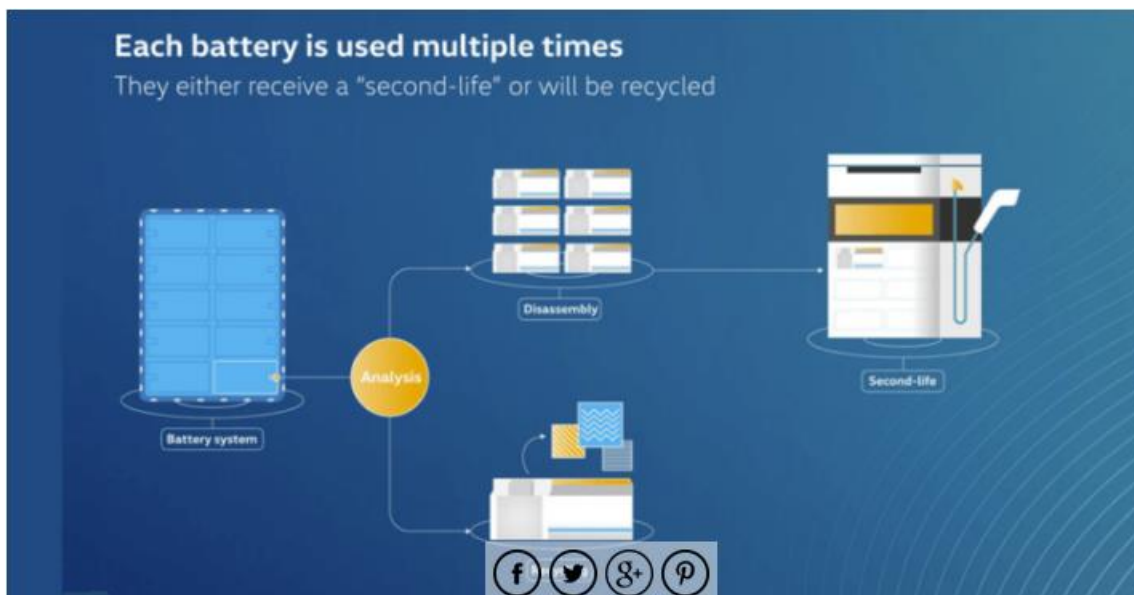 Each battery is used multiple times
They either receive a "second-life" or will be recycled
Disassembly
Analysis
Second-life
Battery system
f
g+